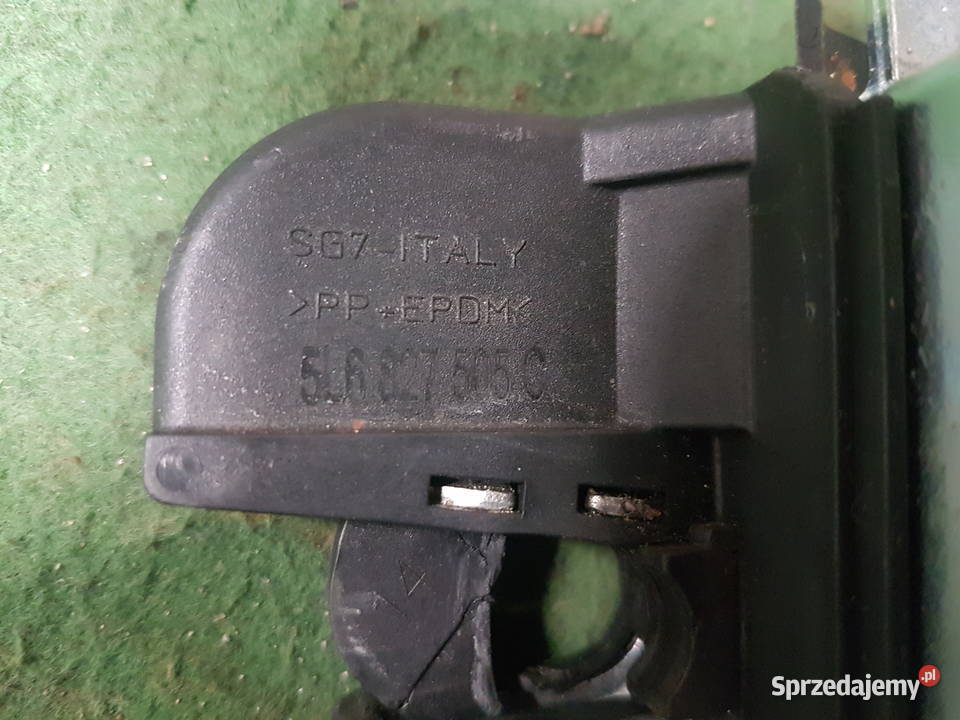 SG7-ITALY
>PP-EPDM<
5L6 827 505 C
Sprzedajemy.pl